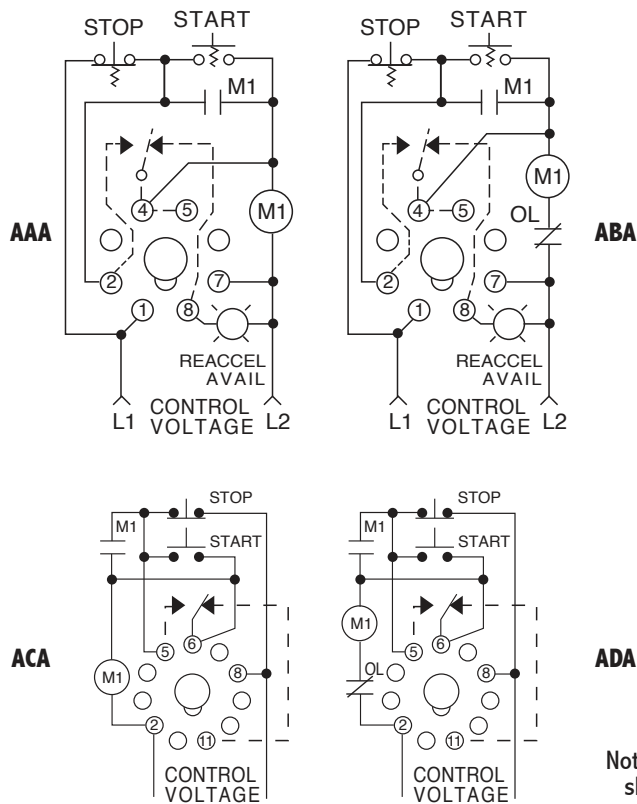 STOP START
M1
4 5
M1
AAA
2 7
1 8
REACCEL
AVAIL
L1 CONTROL VOLTAGE L2
STOP START
M1
M1
4 5
OL
ABA
2 7
1 8
REACCEL
AVAIL
L1 CONTROL VOLTAGE L2
STOP
M1
START
5 6
ACA
M1
8
2
11
CONTROL
VOLTAGE
STOP
M1
START
M1
5 6
ADA
OL
8
2
11
CONTROL
VOLTAGE